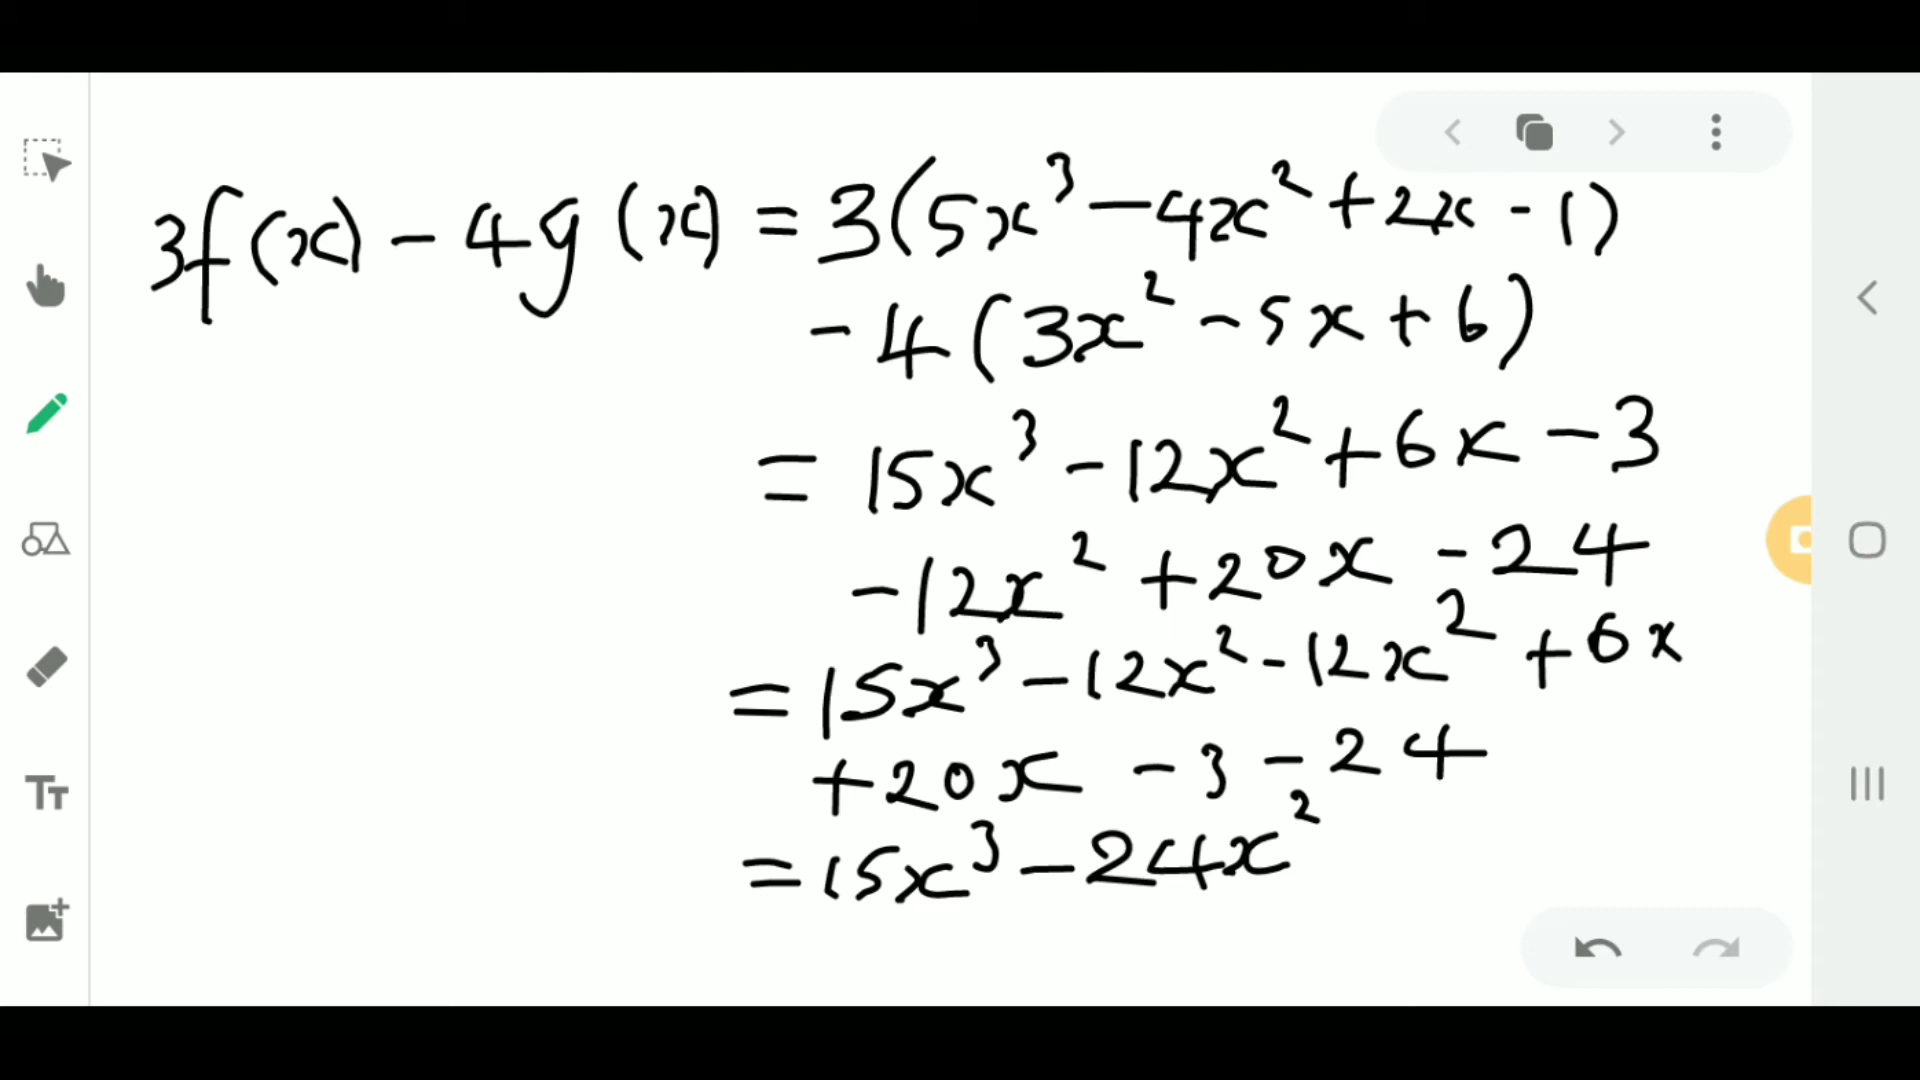 3f(x) - 4g(x) = 3(5x³ - 4x² + 2x - 1)
- 4(3x² - 5x + 6)
= 15x³ - 12x² + 6x - 3
- 12x² + 20x - 24
= 15x³ - 12x² - 12x² + 6x
+ 20x - 3 - 24
= 15x³ - 24x²
Tт